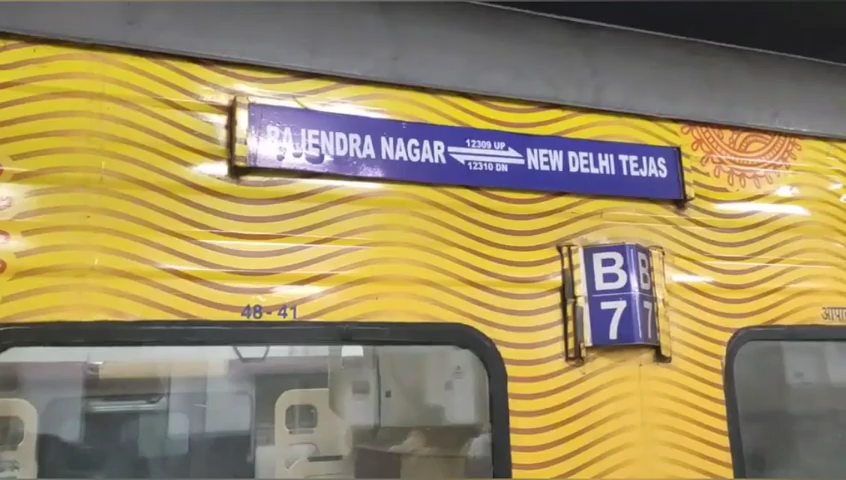 RAJENDRA NAGAR 12309 UP NEW DELHI TEJAS
12310 DN
B B
7 7
48-41